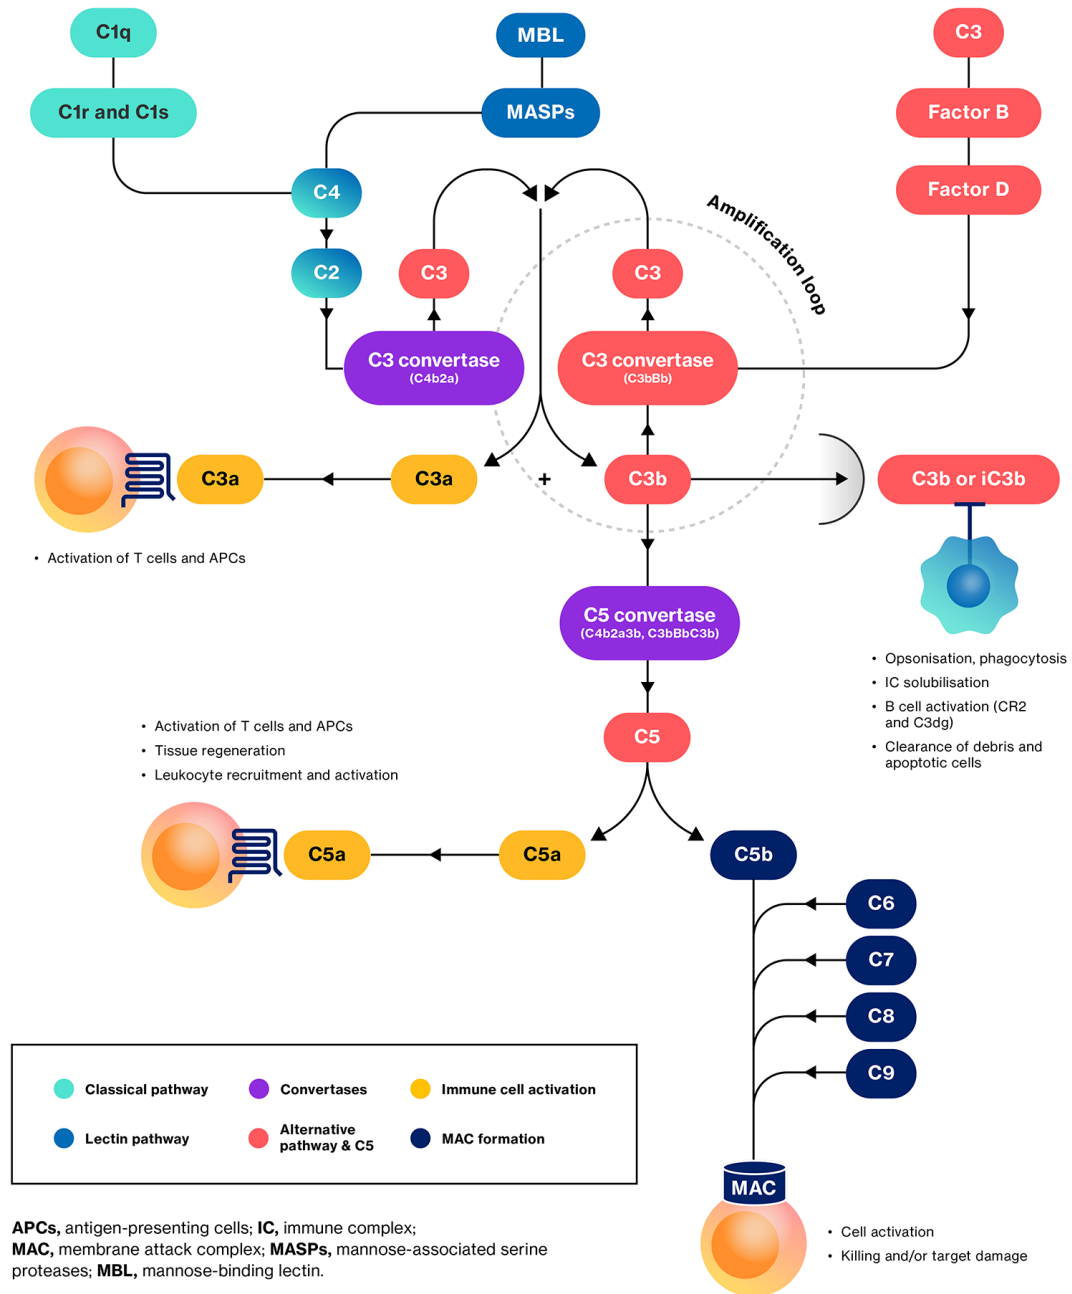 C1q
MBL
C3
C1r and C1s
MASPs
Factor B
C4
Factor D
Amplification loop
C2
C3
C3
C3 convertase
(C4b2a)
C3 convertase
(C3bBb)
C3a
C3a
+
C3b
C3b or iC3b
• Activation of T cells and APCs
C5 convertase
(C4b2a3b, C3bBbC3b)
• Opsonisation, phagocytosis
• IC solubilisation
• B cell activation (CR2
and C3dg)
• Clearance of debris and
apoptotic cells
C5
• Activation of T cells and APCs
• Tissue regeneration
• Leukocyte recruitment and activation
C5a
C5a
C5b
C6
C7
C8
C9
Classical pathway
Convertases
Immune cell activation
Lectin pathway
Alternative
pathway & C5
MAC formation
MAC
• Cell activation
• Killing and/or target damage
APCs, antigen-presenting cells; IC, immune complex;
MAC, membrane attack complex; MASPs, mannose-associated serine
proteases; MBL, mannose-binding lectin.